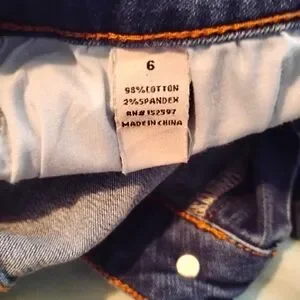 6
98%COTTON
2%SPANDEX
RN#152597
MADE IN CHINA